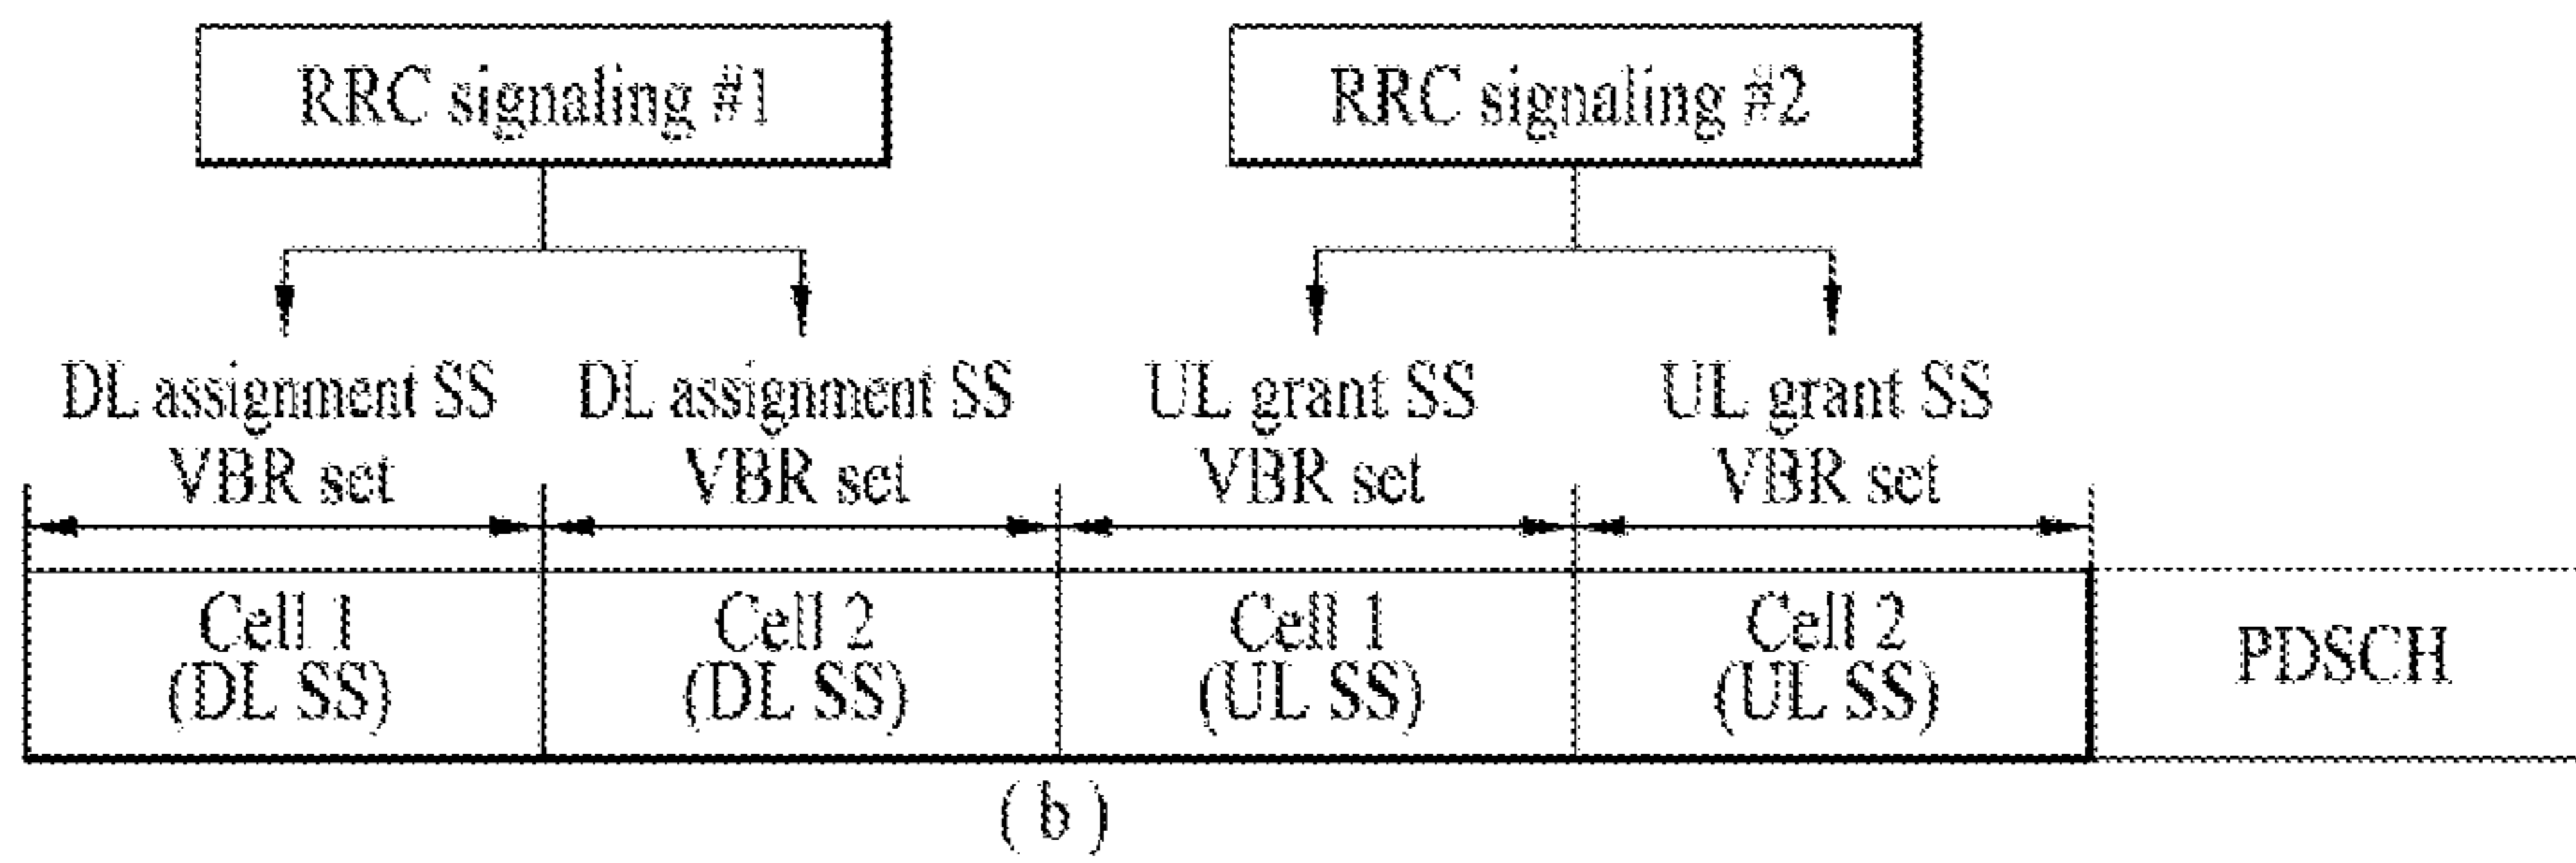 RRC signaling #1
RRC signaling #2
DL assignment SS
VBR set
DL assignment SS
VBR set
UL grant SS
VBR set
UL grant SS
VBR set
Cell 1
(DL SS)
Cell 2
(DL SS)
Cell 1
(UL SS)
Cell 2
(UL SS)
PDSCH
( b )